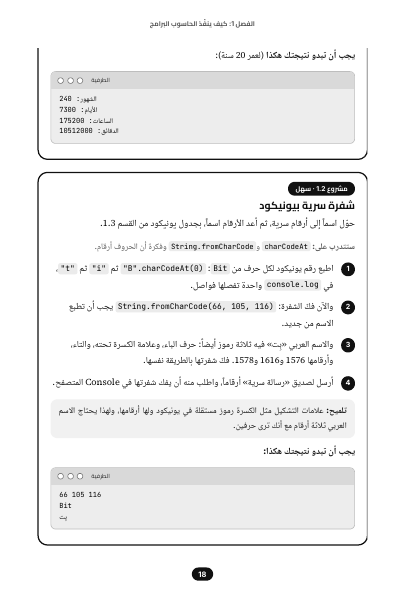 الفصل 1: كيف ينفّذ الحاسوب البرامج
يجب أن تبدو نتيجتك هكذا (لعمر 20 سنة):
الطرفية
الشهور: 240
الأيام: 7300
الساعات: 175200
الدقائق: 10512000
مشروع 1.2 · سهل
شفرة سرية بيونيكود
حوّل اسماً إلى أرقام سرية، ثم أعد الأرقام اسماً، بجدول يونيكود من القسم 1.3.
ستتدرب على: charCodeAt و String.fromCharCode وفكرة أن الحروف أرقام.
1 اطبع رقم يونيكود لكل حرف من Bit: "B".charCodeAt(0) ثم "i" ثم "t"،
في console.log واحدة تفصلها فواصل.
2 والآن فكّ الشفرة: String.fromCharCode(66, 105, 116) يجب أن تطبع
الاسم من جديد.
3 والاسم العربي «بِت» فيه ثلاثة رموز أيضاً: حرف الباء، وعلامة الكسرة تحته، والتاء،
وأرقامها 1576 و1616 و1578. فكّ شفرتها بالطريقة نفسها.
4 أرسل لصديق «رسالة سرية» أرقاماً، واطلب منه أن يفك شفرتها في Console المتصفح.
تلميح: علامات التشكيل مثل الكسرة رموز مستقلة في يونيكود ولها أرقامها، ولهذا يحتاج الاسم
العربي ثلاثة أرقام مع أنك ترى حرفين.
يجب أن تبدو نتيجتك هكذا:
الطرفية
66 105 116
Bit
بِت
18